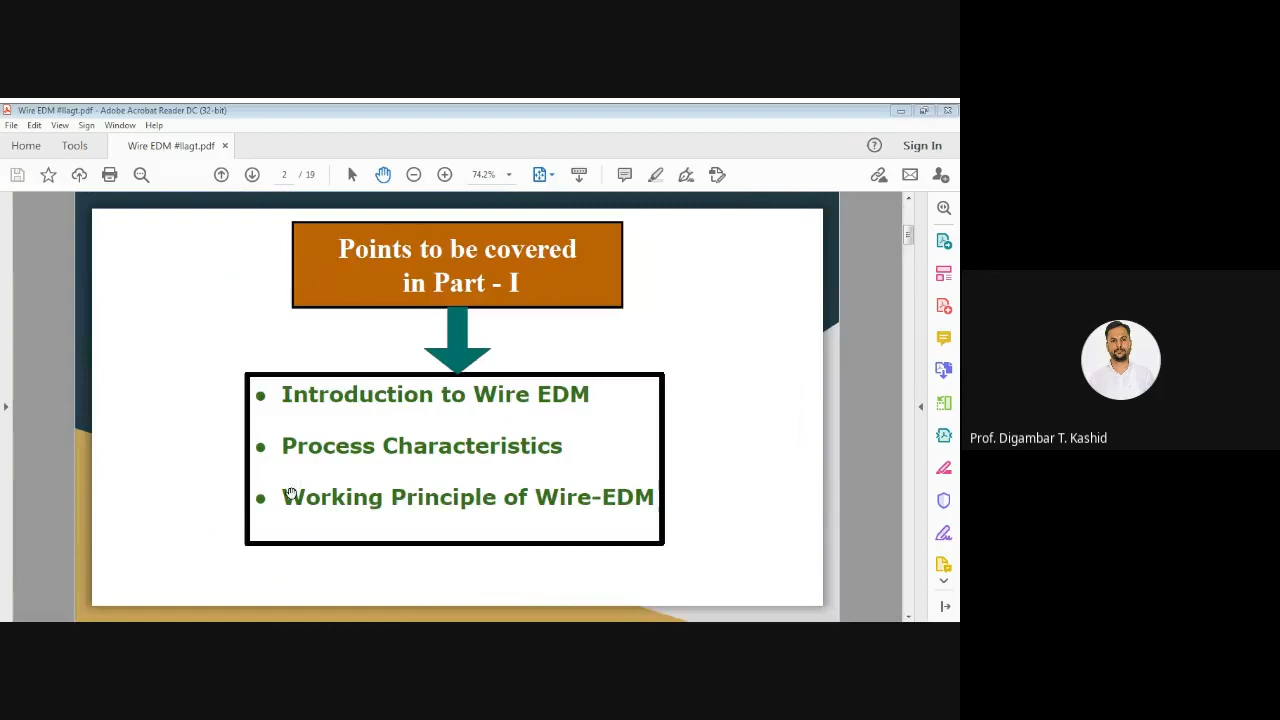 Wire EDM #llagt.pdf - Adobe Acrobat Reader DC (32-bit)
File Edit View Sign Window Help
Home Tools Wire EDM #llagt.pdf × Sign In
2 / 19 74.2%
Points to be covered
in Part - I
• Introduction to Wire EDM
• Process Characteristics
• Working Principle of Wire-EDM
Prof. Digambar T. Kashid